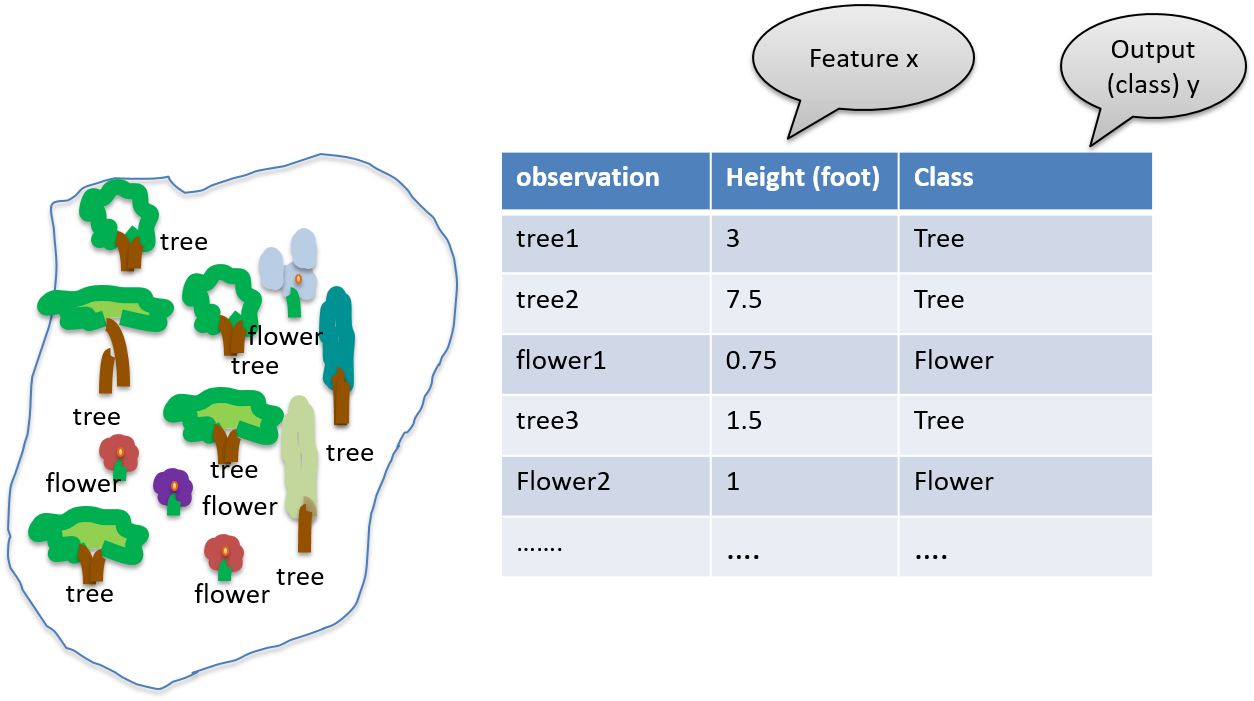 Feature x
Output
(class) y
observation Height (foot) Class
tree1 3 Tree
tree2 7.5 Tree
flower1 0.75 Flower
tree3 1.5 Tree
Flower2 1 Flower
....... .... ....
tree
flower
tree
tree
tree
tree
flower
flower
tree
tree
flower